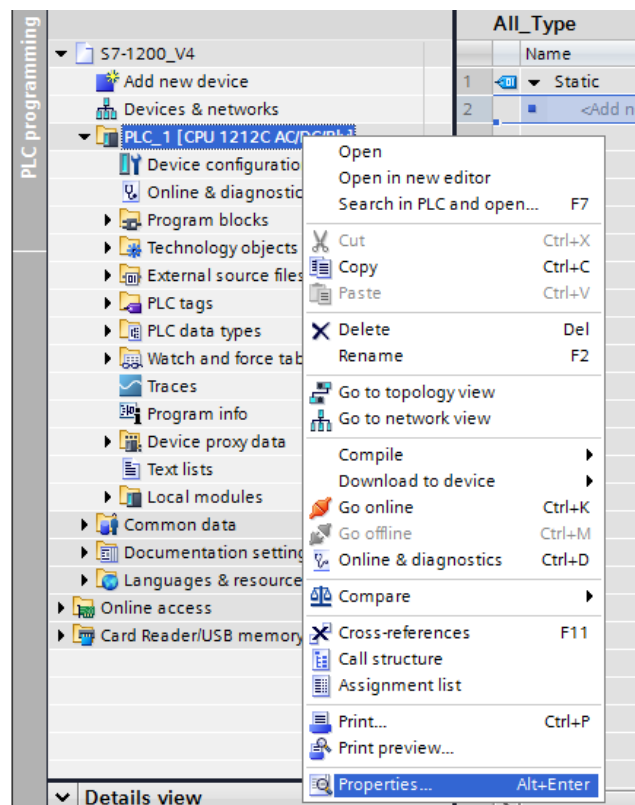 PLC programming
S7-1200_V4
Add new device
Devices & networks
PLC_1 [CPU 1212C AC/DC/Rly]
Device configuratio
Online & diagnostic
Program blocks
Technology objects
External source files
PLC tags
PLC data types
Watch and force tab
Traces
Program info
Device proxy data
Text lists
Local modules
Common data
Documentation setting
Languages & resource
Online access
Card Reader/USB memory
Details view
All_Type
Name
1 Static
2 <Add n
Open
Open in new editor
Search in PLC and open... F7
Cut Ctrl+X
Copy Ctrl+C
Paste Ctrl+V
Delete Del
Rename F2
Go to topology view
Go to network view
Compile
Download to device
Go online Ctrl+K
Go offline Ctrl+M
Online & diagnostics Ctrl+D
Compare
Cross-references F11
Call structure
Assignment list
Print... Ctrl+P
Print preview...
Properties... Alt+Enter